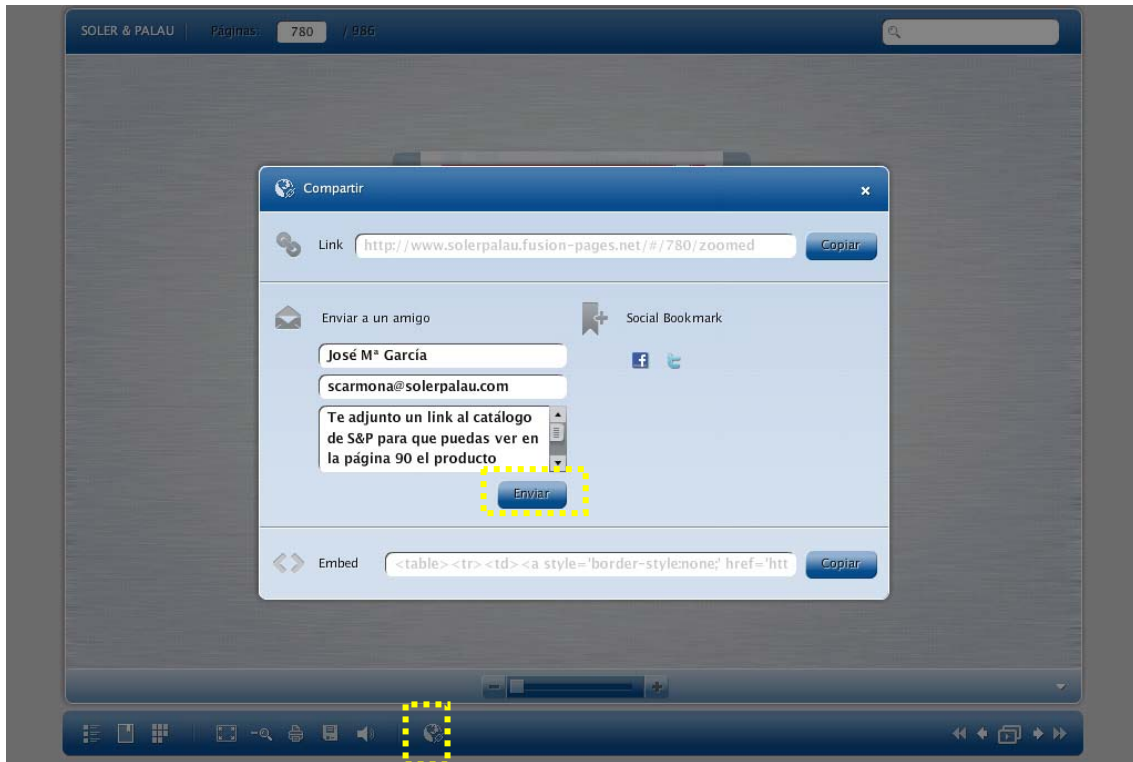 SOLER & PALAU Páginas: 780 / 986
Compartir
Link http://www.solerpalau.fusion-pages.net/#/780/zoomed Copiar
Enviar a un amigo
José Mª García
scarmona@solerpalau.com
Te adjunto un link al catálogo
de S&P para que puedas ver en
la página 90 el producto
Enviar
Social Bookmark
Embed <table><tr><td><a style='border-style:none;' href='htt Copiar